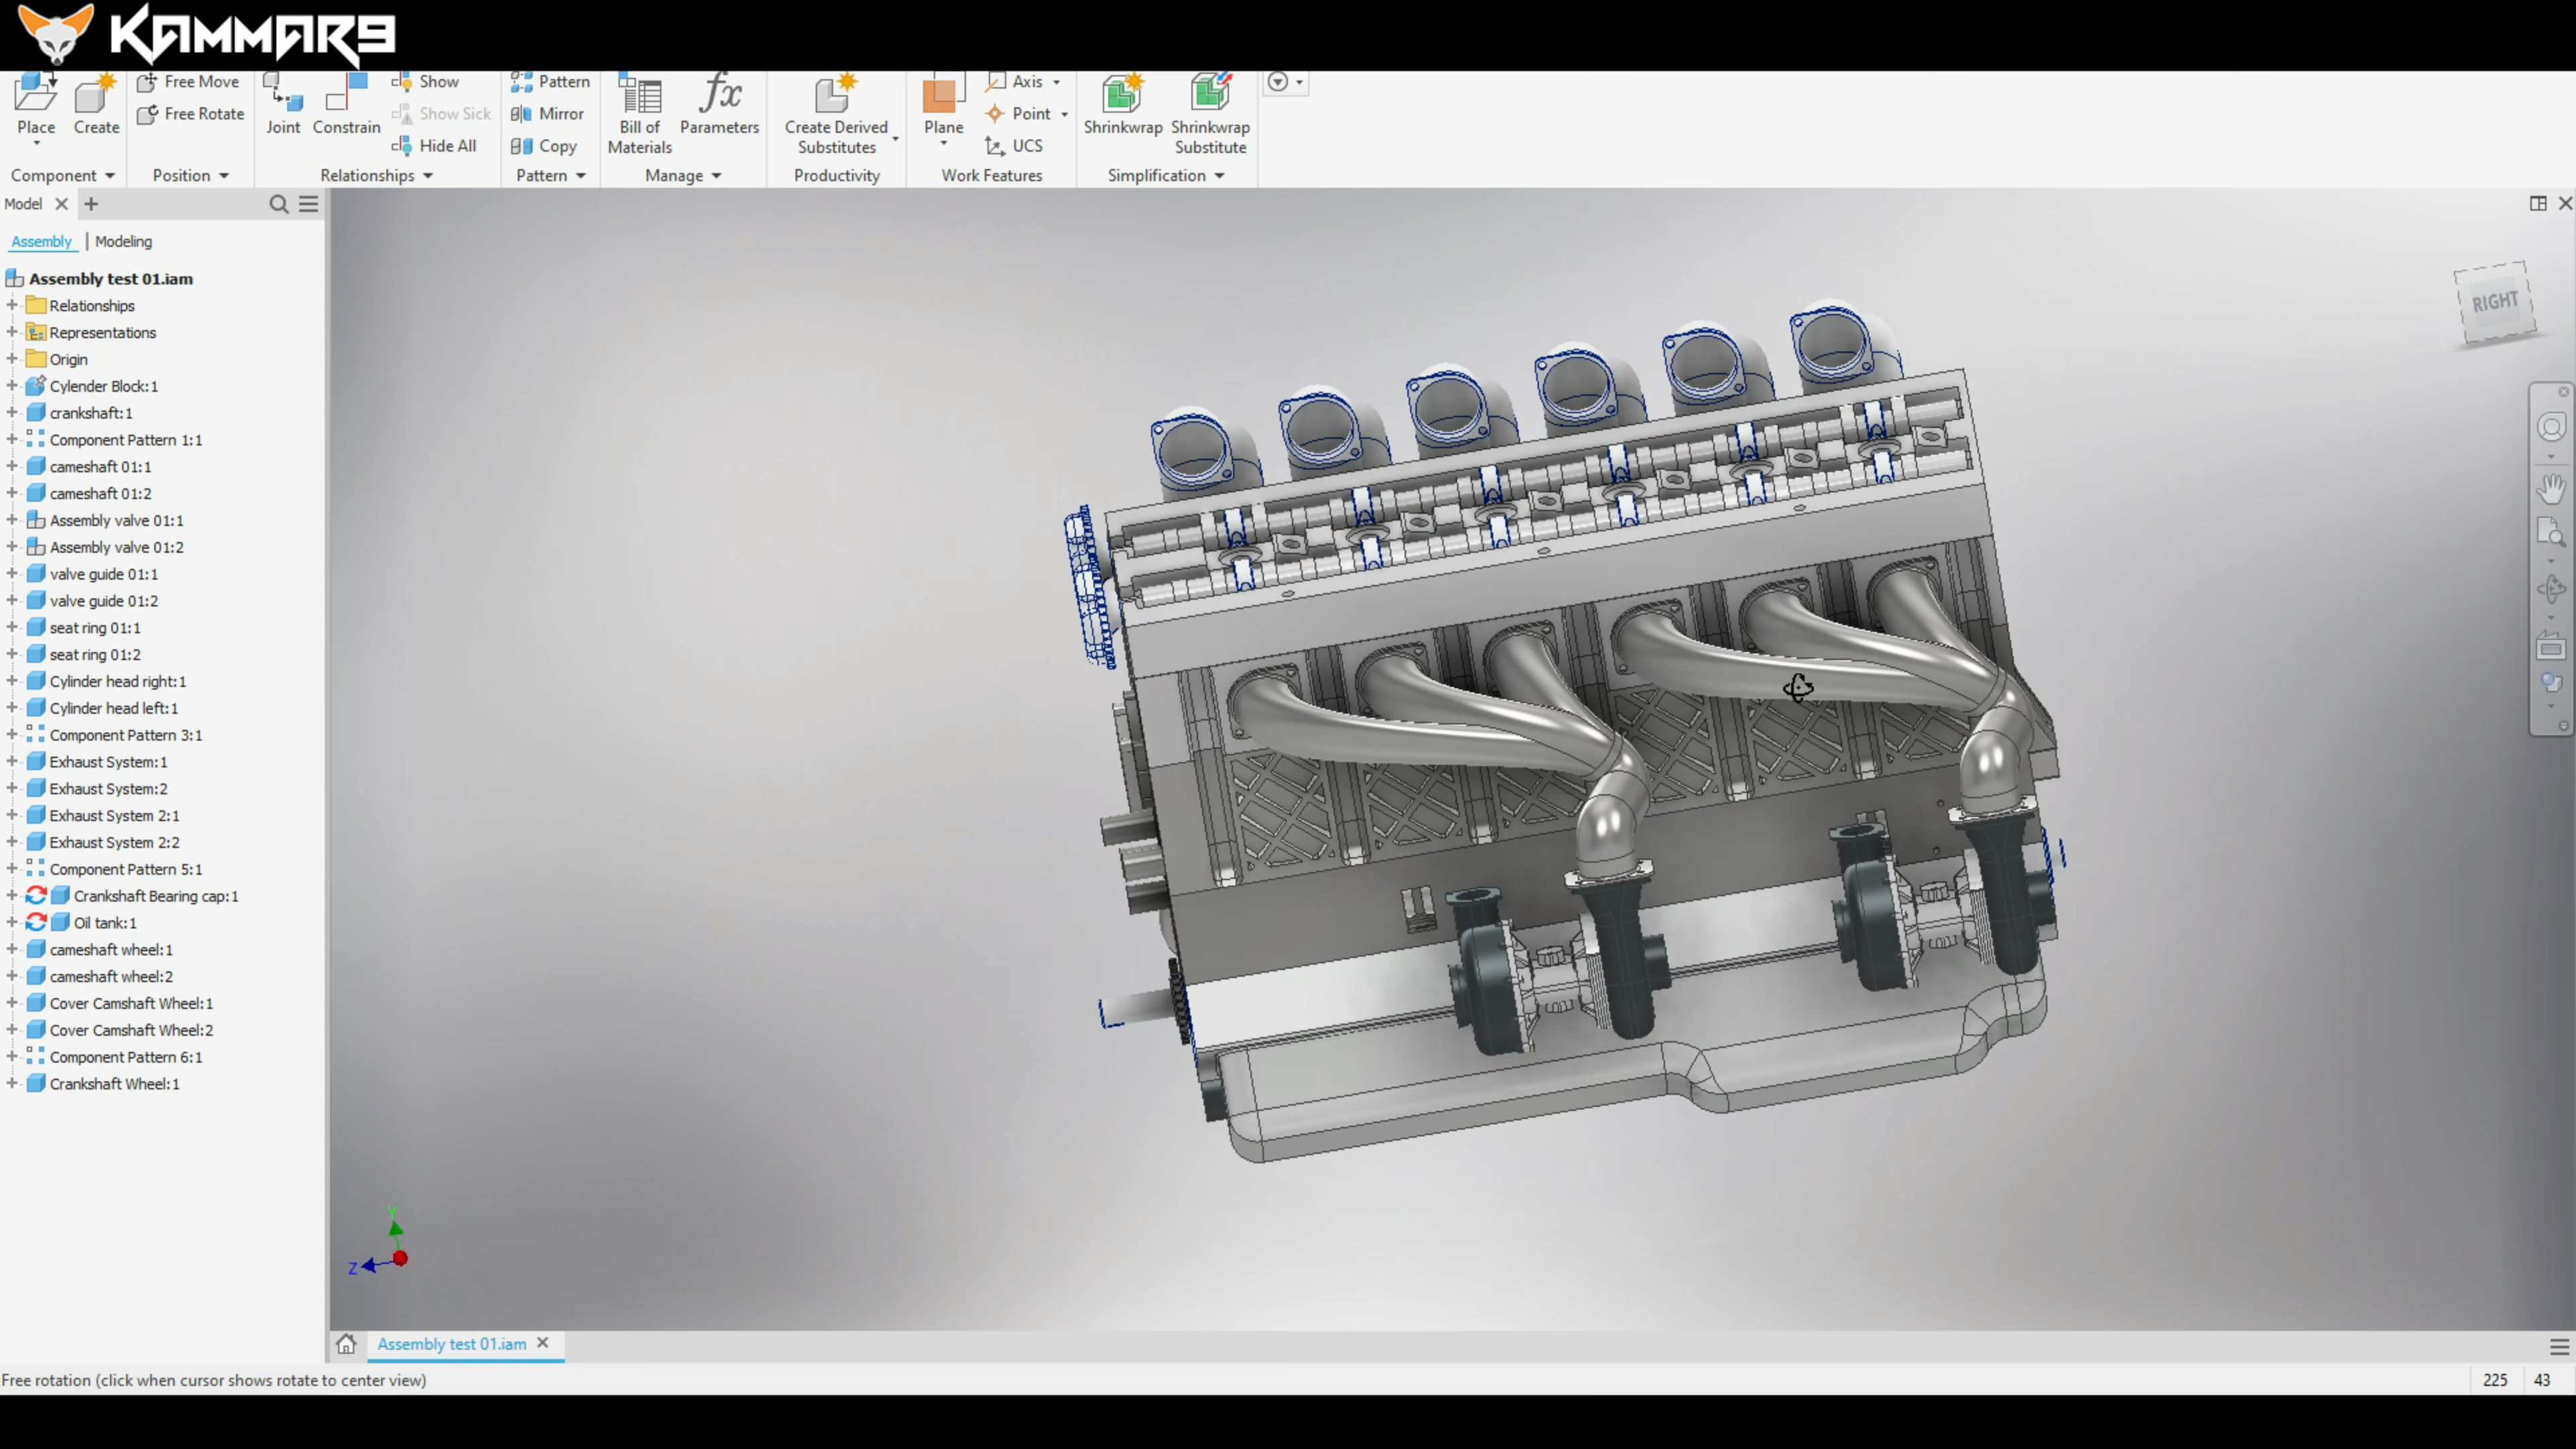 KAMMAR9
Place
Create
Component
Free Move
Free Rotate
Position
Joint
Constrain
Show
Show Sick
Hide All
Relationships
Pattern
Mirror
Copy
Pattern
Bill of
Materials
Parameters
Manage
Create Derived
Substitutes
Productivity
Plane
Axis
Point
UCS
Work Features
Shrinkwrap
Shrinkwrap
Substitute
Simplification
Model
Assembly | Modeling
Assembly test 01.iam
Relationships
Representations
Origin
Cylender Block:1
crankshaft:1
Component Pattern 1:1
cameshaft 01:1
cameshaft 01:2
Assembly valve 01:1
Assembly valve 01:2
valve guide 01:1
valve guide 01:2
seat ring 01:1
seat ring 01:2
Cylinder head right:1
Cylinder head left:1
Component Pattern 3:1
Exhaust System:1
Exhaust System:2
Exhaust System 2:1
Exhaust System 2:2
Component Pattern 5:1
Crankshaft Bearing cap:1
Oil tank:1
cameshaft wheel:1
cameshaft wheel:2
Cover Camshaft Wheel:1
Cover Camshaft Wheel:2
Component Pattern 6:1
Crankshaft Wheel:1
RIGHT
Y
Z
Assembly test 01.iam
Free rotation (click when cursor shows rotate to center view)
225 43